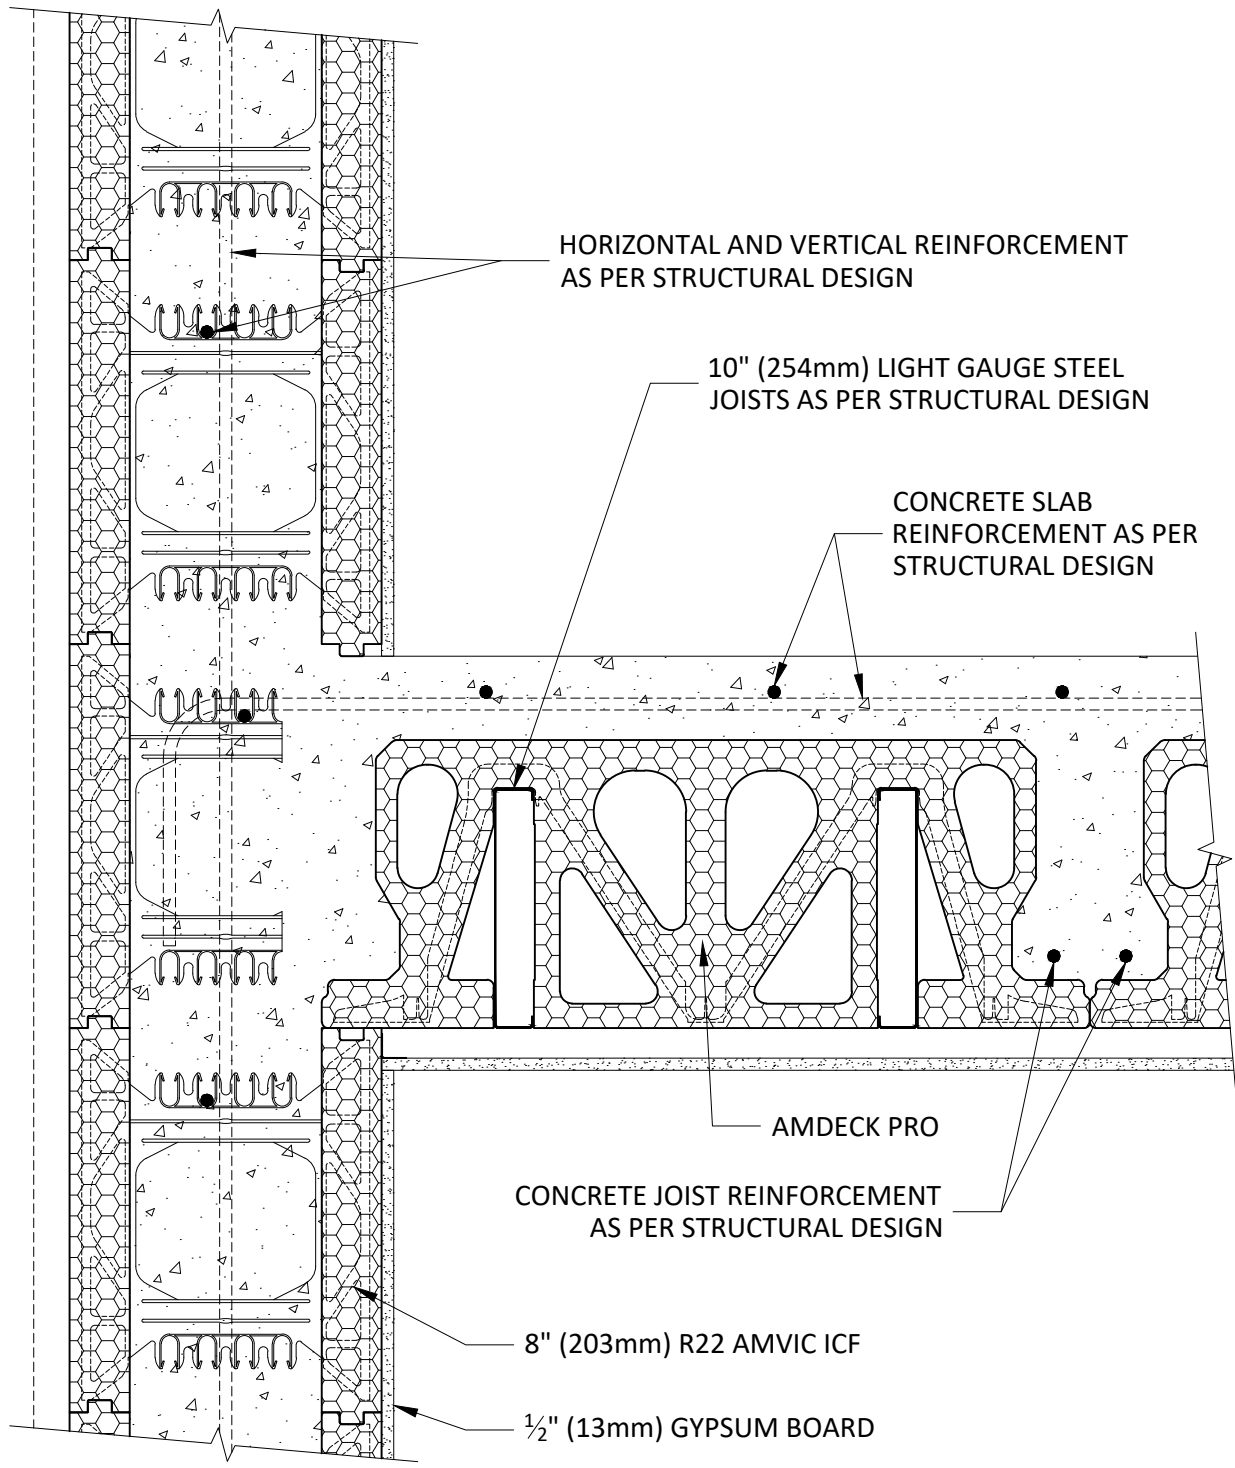 HORIZONTAL AND VERTICAL REINFORCEMENT
AS PER STRUCTURAL DESIGN
10" (254mm) LIGHT GAUGE STEEL
JOISTS AS PER STRUCTURAL DESIGN
CONCRETE SLAB
REINFORCEMENT AS PER
STRUCTURAL DESIGN
AMDECK PRO
CONCRETE JOIST REINFORCEMENT
AS PER STRUCTURAL DESIGN
8" (203mm) R22 AMVIC ICF
½" (13mm) GYPSUM BOARD